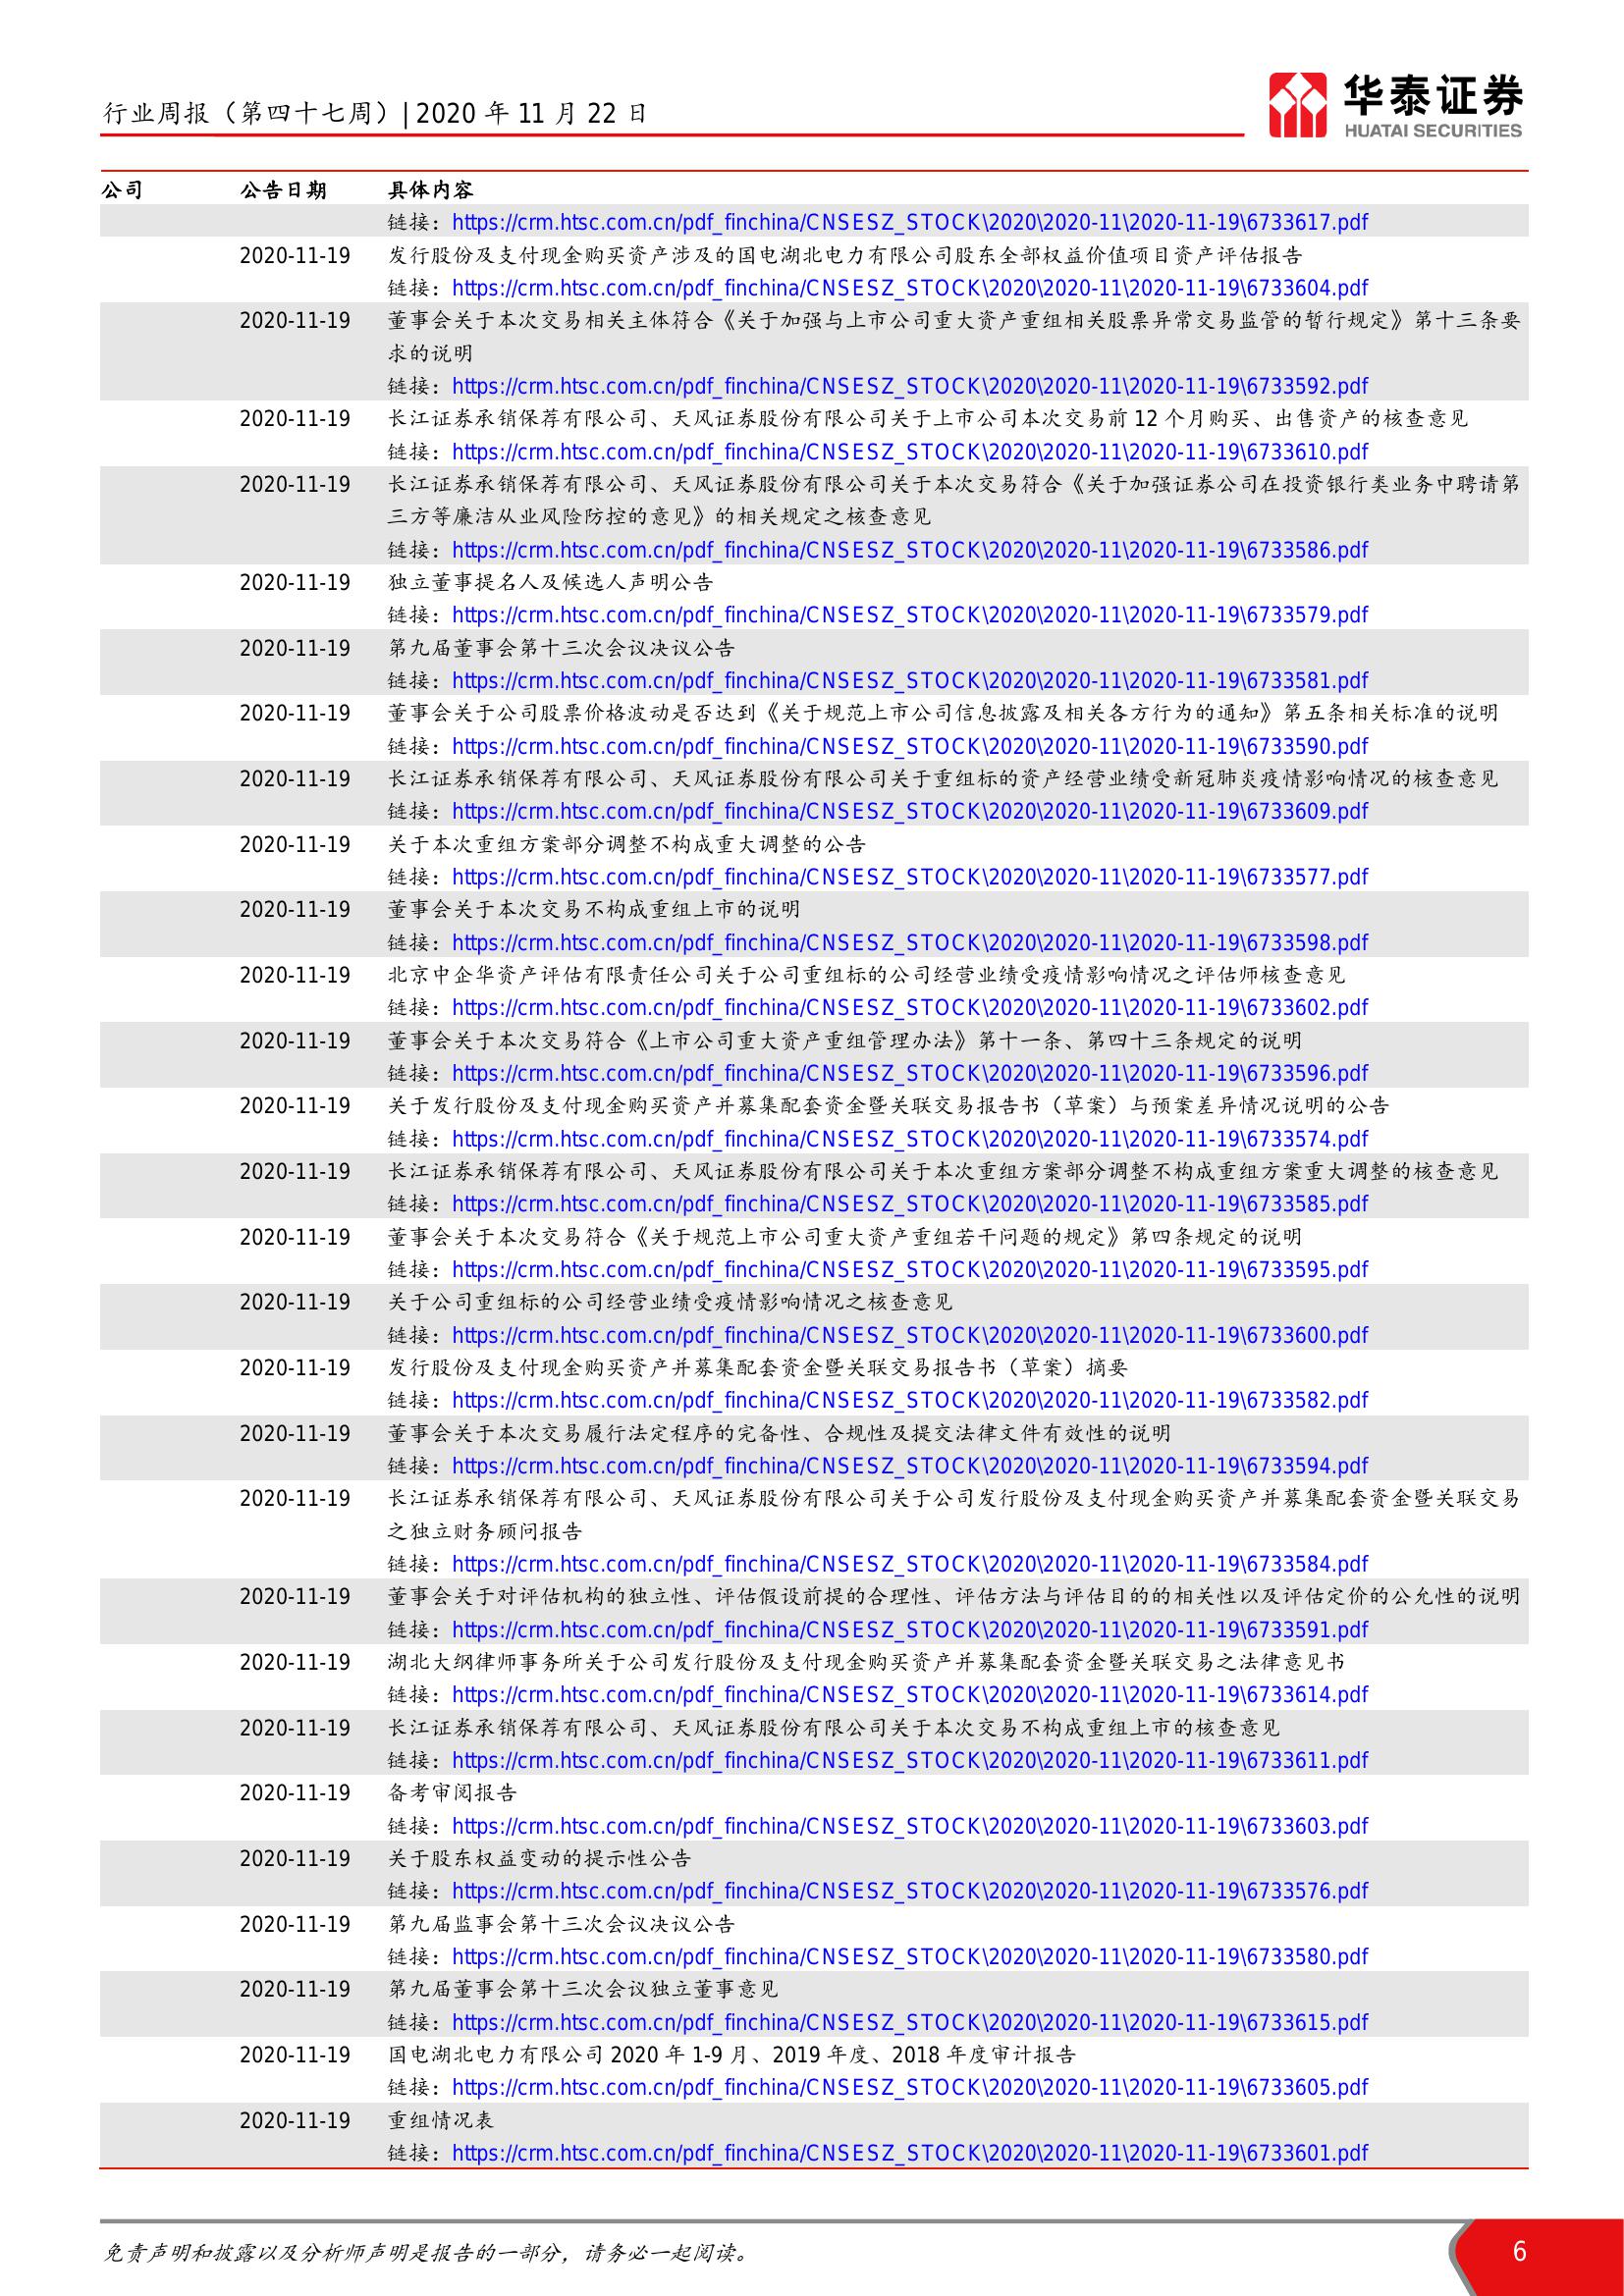 行业周报（第四十七周）| 2020 年 11 月 22 日
华泰证券
HUATAI SECURITIES
公司 公告日期 具体内容
链接：https://crm.htsc.com.cn/pdf_finchina/CNSESZ_STOCK\2020\2020-11\2020-11-19\6733617.pdf
2020-11-19 发行股份及支付现金购买资产涉及的国电湖北电力有限公司股东全部权益价值项目资产评估报告
链接：https://crm.htsc.com.cn/pdf_finchina/CNSESZ_STOCK\2020\2020-11\2020-11-19\6733604.pdf
2020-11-19 董事会关于本次交易相关主体符合《关于加强与上市公司重大资产重组相关股票异常交易监管的暂行规定》第十三条要
求的说明
链接：https://crm.htsc.com.cn/pdf_finchina/CNSESZ_STOCK\2020\2020-11\2020-11-19\6733592.pdf
2020-11-19 长江证券承销保荐有限公司、天风证券股份有限公司关于上市公司本次交易前 12 个月购买、出售资产的核查意见
链接：https://crm.htsc.com.cn/pdf_finchina/CNSESZ_STOCK\2020\2020-11\2020-11-19\6733610.pdf
2020-11-19 长江证券承销保荐有限公司、天风证券股份有限公司关于本次交易符合《关于加强证券公司在投资银行类业务中聘请第
三方等廉洁从业风险防控的意见》的相关规定之核查意见
链接：https://crm.htsc.com.cn/pdf_finchina/CNSESZ_STOCK\2020\2020-11\2020-11-19\6733586.pdf
2020-11-19 独立董事提名人及候选人声明公告
链接：https://crm.htsc.com.cn/pdf_finchina/CNSESZ_STOCK\2020\2020-11\2020-11-19\6733579.pdf
2020-11-19 第九届董事会第十三次会议决议公告
链接：https://crm.htsc.com.cn/pdf_finchina/CNSESZ_STOCK\2020\2020-11\2020-11-19\6733581.pdf
2020-11-19 董事会关于公司股票价格波动是否达到《关于规范上市公司信息披露及相关各方行为的通知》第五条相关标准的说明
链接：https://crm.htsc.com.cn/pdf_finchina/CNSESZ_STOCK\2020\2020-11\2020-11-19\6733590.pdf
2020-11-19 长江证券承销保荐有限公司、天风证券股份有限公司关于重组标的资产经营业绩受新冠肺炎疫情影响情况的核查意见
链接：https://crm.htsc.com.cn/pdf_finchina/CNSESZ_STOCK\2020\2020-11\2020-11-19\6733609.pdf
2020-11-19 关于本次重组方案部分调整不构成重大调整的公告
链接：https://crm.htsc.com.cn/pdf_finchina/CNSESZ_STOCK\2020\2020-11\2020-11-19\6733577.pdf
2020-11-19 董事会关于本次交易不构成重组上市的说明
链接：https://crm.htsc.com.cn/pdf_finchina/CNSESZ_STOCK\2020\2020-11\2020-11-19\6733598.pdf
2020-11-19 北京中企华资产评估有限责任公司关于公司重组标的公司经营业绩受疫情影响情况之评估师核查意见
链接：https://crm.htsc.com.cn/pdf_finchina/CNSESZ_STOCK\2020\2020-11\2020-11-19\6733602.pdf
2020-11-19 董事会关于本次交易符合《上市公司重大资产重组管理办法》第十一条、第四十三条规定的说明
链接：https://crm.htsc.com.cn/pdf_finchina/CNSESZ_STOCK\2020\2020-11\2020-11-19\6733596.pdf
2020-11-19 关于发行股份及支付现金购买资产并募集配套资金暨关联交易报告书（草案）与预案差异情况说明的公告
链接：https://crm.htsc.com.cn/pdf_finchina/CNSESZ_STOCK\2020\2020-11\2020-11-19\6733574.pdf
2020-11-19 长江证券承销保荐有限公司、天风证券股份有限公司关于本次重组方案部分调整不构成重组方案重大调整的核查意见
链接：https://crm.htsc.com.cn/pdf_finchina/CNSESZ_STOCK\2020\2020-11\2020-11-19\6733585.pdf
2020-11-19 董事会关于本次交易符合《关于规范上市公司重大资产重组若干问题的规定》第四条规定的说明
链接：https://crm.htsc.com.cn/pdf_finchina/CNSESZ_STOCK\2020\2020-11\2020-11-19\6733595.pdf
2020-11-19 关于公司重组标的公司经营业绩受疫情影响情况之核查意见
链接：https://crm.htsc.com.cn/pdf_finchina/CNSESZ_STOCK\2020\2020-11\2020-11-19\6733600.pdf
2020-11-19 发行股份及支付现金购买资产并募集配套资金暨关联交易报告书（草案）摘要
链接：https://crm.htsc.com.cn/pdf_finchina/CNSESZ_STOCK\2020\2020-11\2020-11-19\6733582.pdf
2020-11-19 董事会关于本次交易履行法定程序的完备性、合规性及提交法律文件有效性的说明
链接：https://crm.htsc.com.cn/pdf_finchina/CNSESZ_STOCK\2020\2020-11\2020-11-19\6733594.pdf
2020-11-19 长江证券承销保荐有限公司、天风证券股份有限公司关于公司发行股份及支付现金购买资产并募集配套资金暨关联交易
之独立财务顾问报告
链接：https://crm.htsc.com.cn/pdf_finchina/CNSESZ_STOCK\2020\2020-11\2020-11-19\6733584.pdf
2020-11-19 董事会关于对评估机构的独立性、评估假设前提的合理性、评估方法与评估目的的相关性以及评估定价的公允性的说明
链接：https://crm.htsc.com.cn/pdf_finchina/CNSESZ_STOCK\2020\2020-11\2020-11-19\6733591.pdf
2020-11-19 湖北大纲律师事务所关于公司发行股份及支付现金购买资产并募集配套资金暨关联交易之法律意见书
链接：https://crm.htsc.com.cn/pdf_finchina/CNSESZ_STOCK\2020\2020-11\2020-11-19\6733614.pdf
2020-11-19 长江证券承销保荐有限公司、天风证券股份有限公司关于本次交易不构成重组上市的核查意见
链接：https://crm.htsc.com.cn/pdf_finchina/CNSESZ_STOCK\2020\2020-11\2020-11-19\6733611.pdf
2020-11-19 备考审阅报告
链接：https://crm.htsc.com.cn/pdf_finchina/CNSESZ_STOCK\2020\2020-11\2020-11-19\6733603.pdf
2020-11-19 关于股东权益变动的提示性公告
链接：https://crm.htsc.com.cn/pdf_finchina/CNSESZ_STOCK\2020\2020-11\2020-11-19\6733576.pdf
2020-11-19 第九届监事会第十三次会议决议公告
链接：https://crm.htsc.com.cn/pdf_finchina/CNSESZ_STOCK\2020\2020-11\2020-11-19\6733580.pdf
2020-11-19 第九届董事会第十三次会议独立董事意见
链接：https://crm.htsc.com.cn/pdf_finchina/CNSESZ_STOCK\2020\2020-11\2020-11-19\6733615.pdf
2020-11-19 国电湖北电力有限公司 2020 年 1-9 月、2019 年度、2018 年度审计报告
链接：https://crm.htsc.com.cn/pdf_finchina/CNSESZ_STOCK\2020\2020-11\2020-11-19\6733605.pdf
2020-11-19 重组情况表
链接：https://crm.htsc.com.cn/pdf_finchina/CNSESZ_STOCK\2020\2020-11\2020-11-19\6733601.pdf
免责声明和披露以及分析师声明是报告的一部分，请务必一起阅读。 6